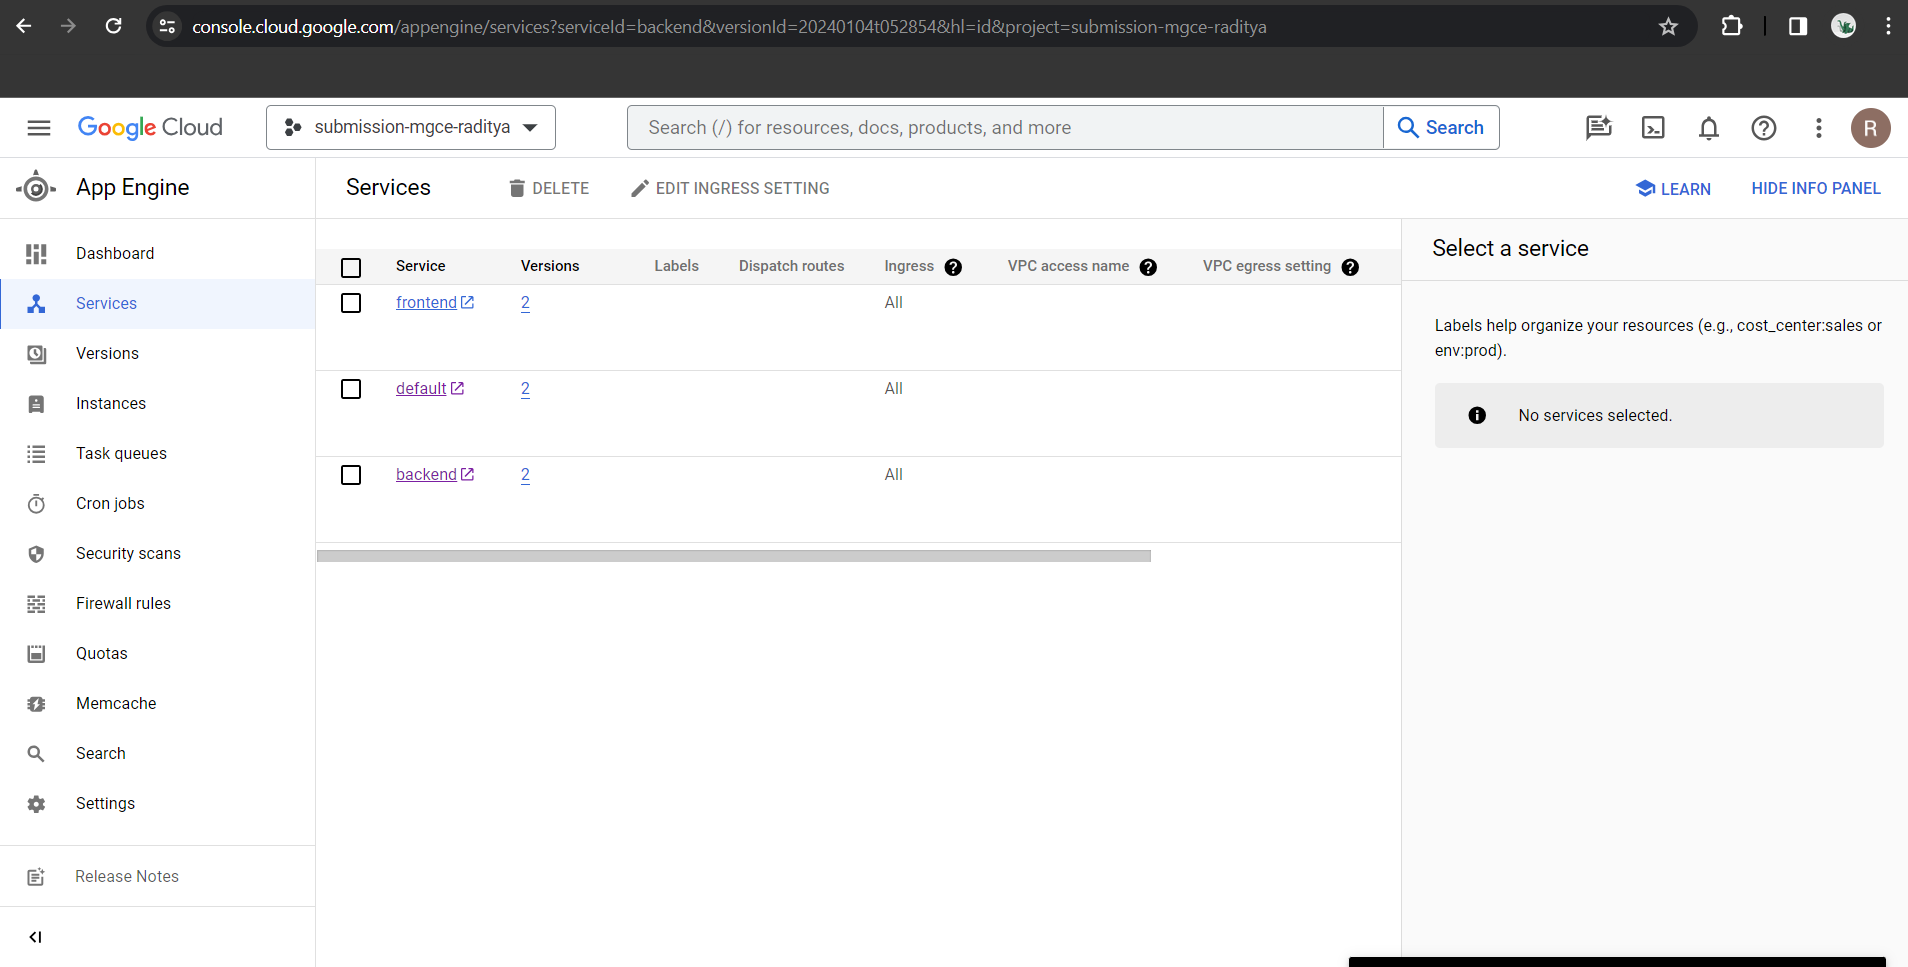 console.cloud.google.com/appengine/services?serviceId=backend&versionId=20240104t052854&hl=id&project=submission-mgce-raditya
Google Cloud
submission-mgce-raditya
Search (/) for resources, docs, products, and more
Search
R
App Engine
Services
DELETE
EDIT INGRESS SETTING
LEARN
HIDE INFO PANEL
Dashboard
Services
Versions
Instances
Task queues
Cron jobs
Security scans
Firewall rules
Quotas
Memcache
Search
Settings
Release Notes
Service Versions Labels Dispatch routes Ingress VPC access name VPC egress setting
frontend 2 All
default 2 All
backend 2 All
Select a service
Labels help organize your resources (e.g., cost_center:sales or
env:prod).
No services selected.